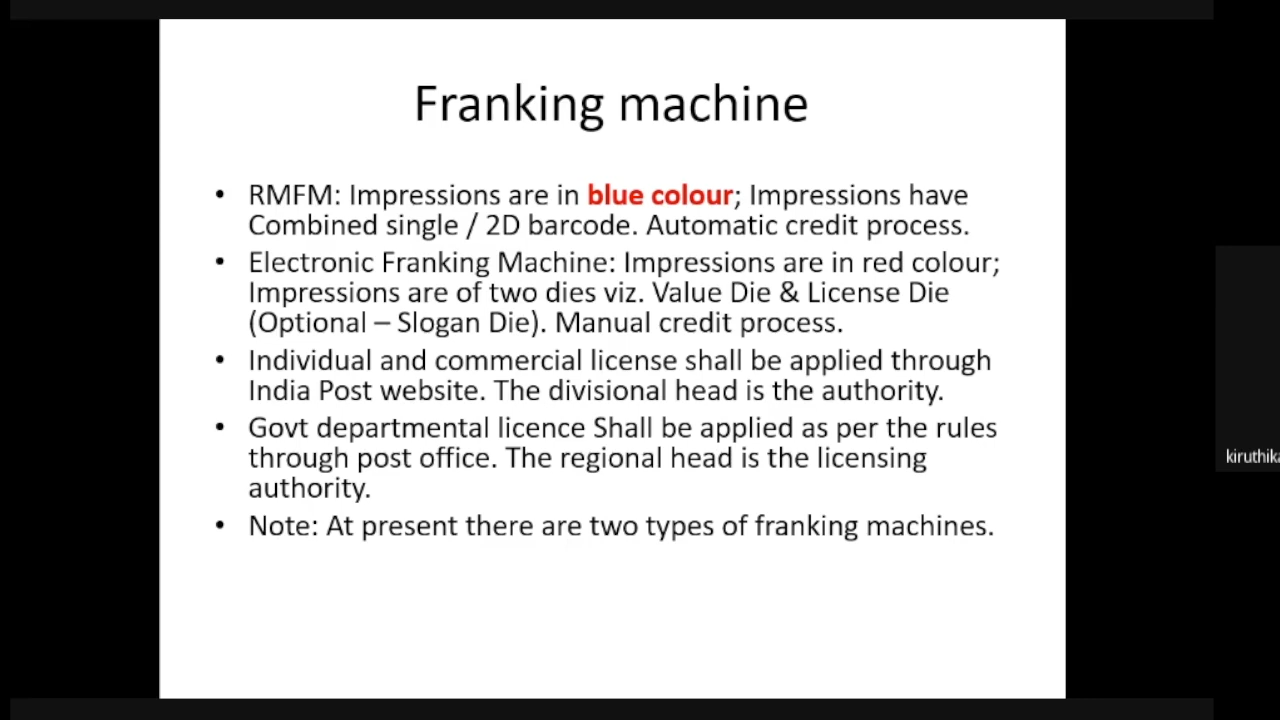 Franking machine
• RMFM: Impressions are in blue colour; Impressions have
Combined single / 2D barcode. Automatic credit process.
• Electronic Franking Machine: Impressions are in red colour;
Impressions are of two dies viz. Value Die & License Die
(Optional – Slogan Die). Manual credit process.
• Individual and commercial license shall be applied through
India Post website. The divisional head is the authority.
• Govt departmental licence Shall be applied as per the rules
through post office. The regional head is the licensing
authority.
• Note: At present there are two types of franking machines.
kiruthik